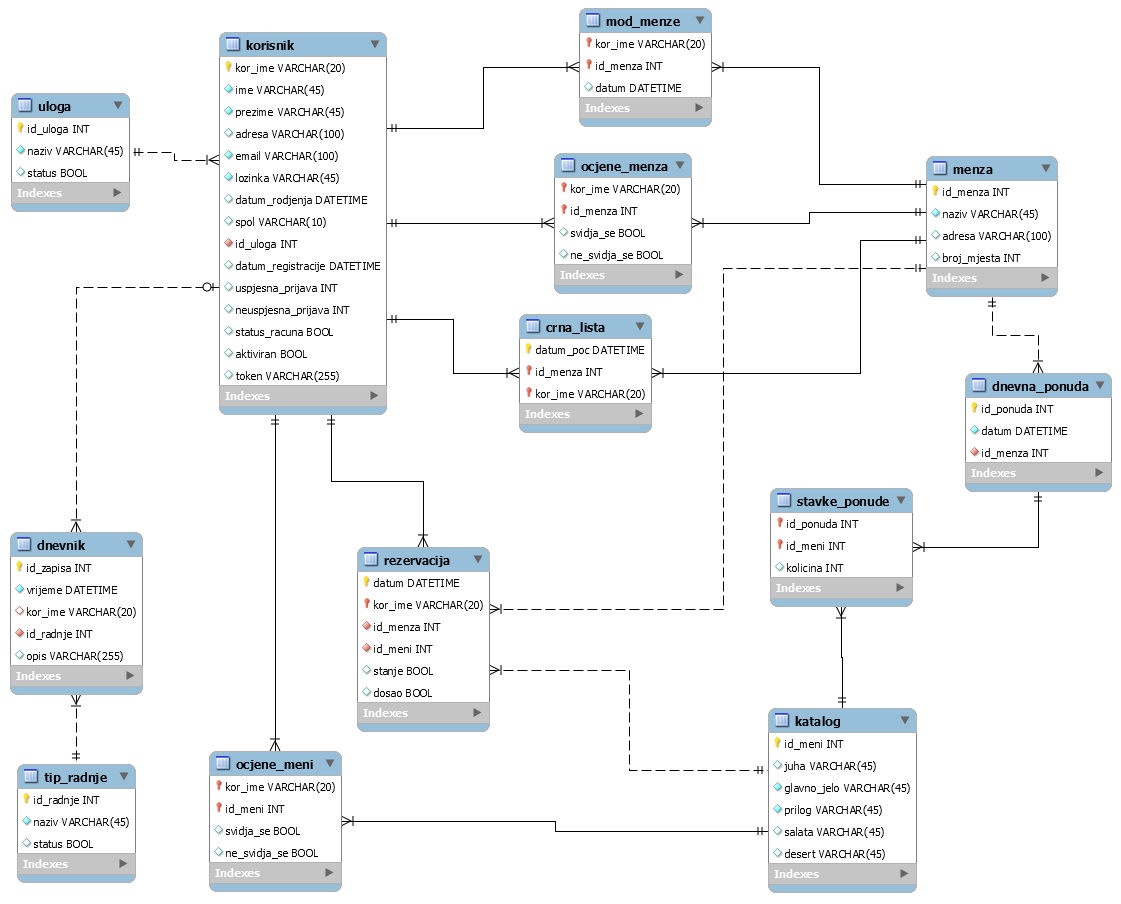 uloga
id_uloga INT
naziv VARCHAR(45)
status BOOL
Indexes
korisnik
kor_ime VARCHAR(20)
ime VARCHAR(45)
prezime VARCHAR(45)
adresa VARCHAR(100)
email VARCHAR(100)
lozinka VARCHAR(45)
datum_rodjenja DATETIME
spol VARCHAR(10)
id_uloga INT
datum_registracije DATETIME
uspjesna_prijava INT
neuspjesna_prijava INT
status_racuna BOOL
aktiviran BOOL
token VARCHAR(255)
Indexes
mod_menze
kor_ime VARCHAR(20)
id_menza INT
datum DATETIME
Indexes
ocjene_menza
kor_ime VARCHAR(20)
id_menza INT
svidja_se BOOL
ne_svidja_se BOOL
Indexes
menza
id_menza INT
naziv VARCHAR(45)
adresa VARCHAR(100)
broj_mjesta INT
Indexes
crna_lista
datum_poc DATETIME
id_menza INT
kor_ime VARCHAR(20)
Indexes
dnevna_ponuda
id_ponuda INT
datum DATETIME
id_menza INT
Indexes
stavke_ponude
id_ponuda INT
id_meni INT
kolicina INT
Indexes
dnevnik
id_zapisa INT
vrijeme DATETIME
kor_ime VARCHAR(20)
id_radnje INT
opis VARCHAR(255)
Indexes
rezervacija
datum DATETIME
kor_ime VARCHAR(20)
id_menza INT
id_meni INT
stanje BOOL
dosao BOOL
Indexes
tip_radnje
id_radnje INT
naziv VARCHAR(45)
status BOOL
Indexes
ocjene_meni
kor_ime VARCHAR(20)
id_meni INT
svidja_se BOOL
ne_svidja_se BOOL
Indexes
katalog
id_meni INT
juha VARCHAR(45)
glavno_jelo VARCHAR(45)
prilog VARCHAR(45)
salata VARCHAR(45)
desert VARCHAR(45)
Indexes